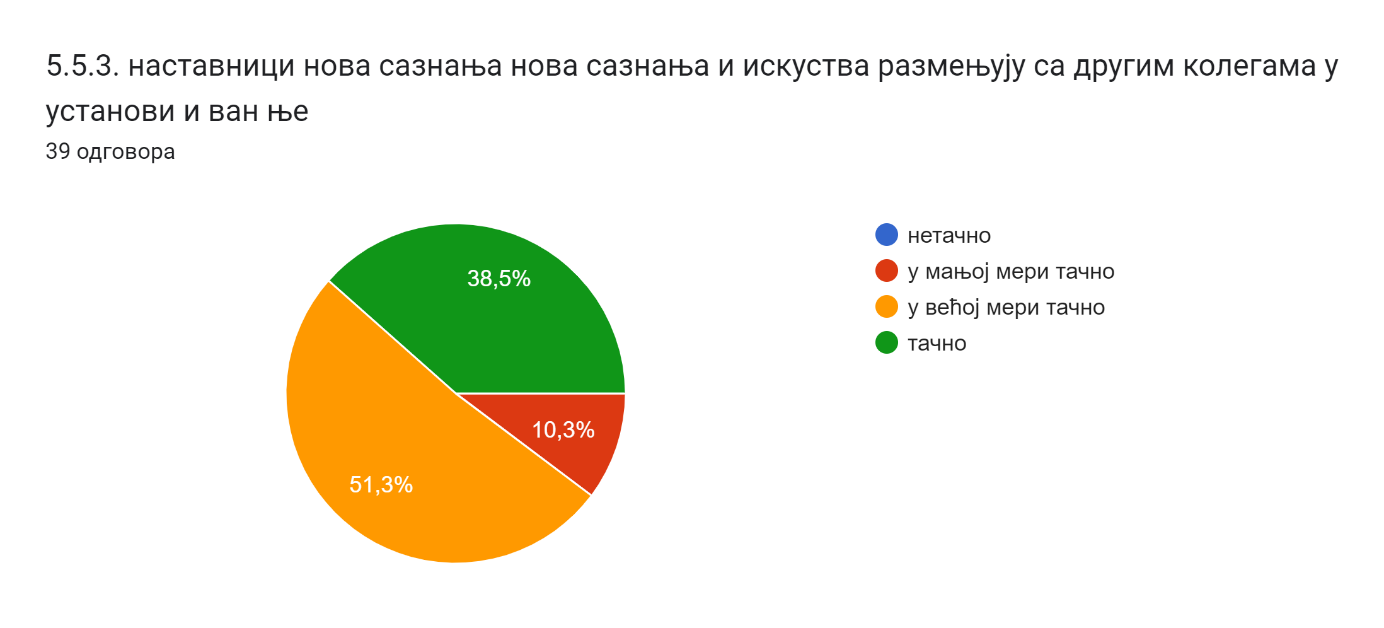 5.5.3. наставници нова сазнања нова сазнања и искуства размењују са другим колегама у
установи и ван ње
39 одговора
38,5%
10,3%
51,3%
нетачно
у мањој мери тачно
у већој мери тачно
тачно